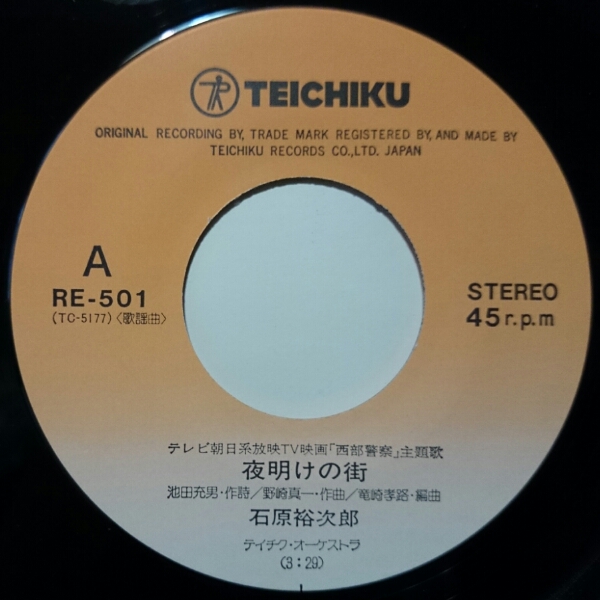 TEICHIKU
ORIGINAL RECORDING BY, TRADE MARK REGISTERED BY, AND MADE BY
TEICHIKU RECORDS CO., LTD. JAPAN
A
RE-501
(TC-5177)〈歌謡曲〉
STEREO
45 r.p.m
テレビ朝日系放映TV映画「西部警察」主題歌
夜明けの街
池田充男・作詩／野崎真一・作曲／竜崎孝路・編曲
石原裕次郎
テイチク・オーケストラ
(3:29)